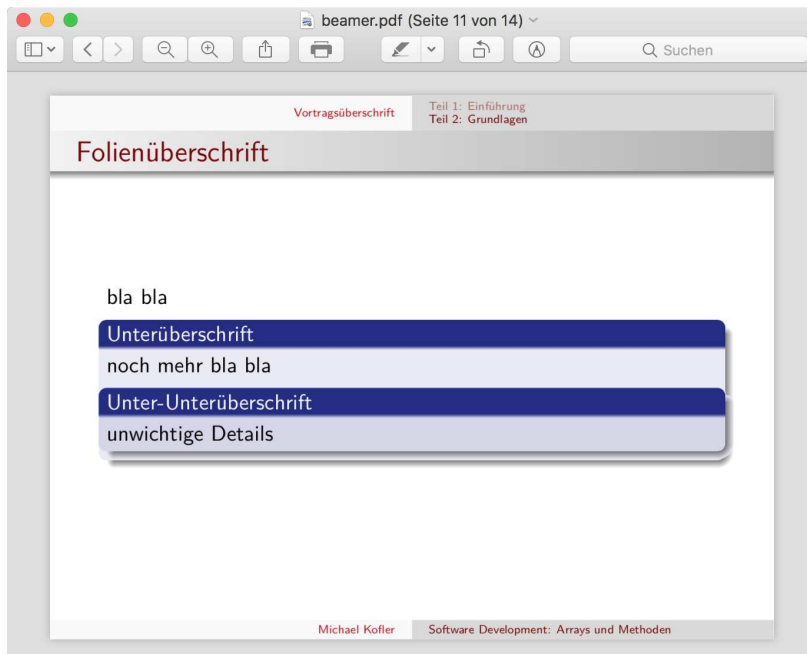 beamer.pdf (Seite 11 von 14)
Suchen
Vortragsüberschrift
Teil 1: Einführung
Teil 2: Grundlagen
Folienüberschrift
bla bla
Unterüberschrift
noch mehr bla bla
Unter-Unterüberschrift
unwichtige Details
Michael Kofler
Software Development: Arrays und Methoden